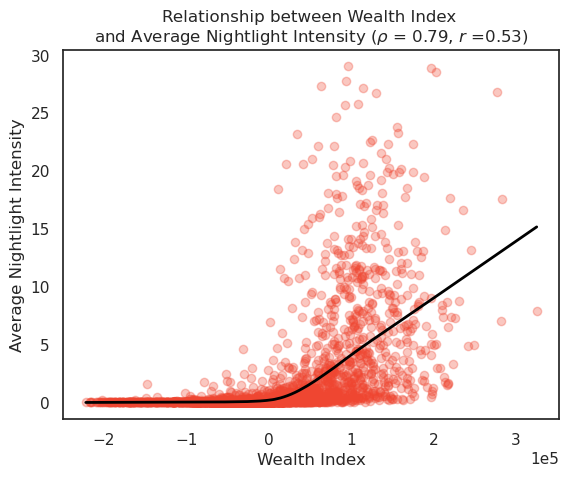 Relationship between Wealth Index
and Average Nightlight Intensity (ρ = 0.79, r =0.53)
Average Nightlight Intensity
30
25
20
15
10
5
0
−2 −1 0 1 2 3
1e5
Wealth Index